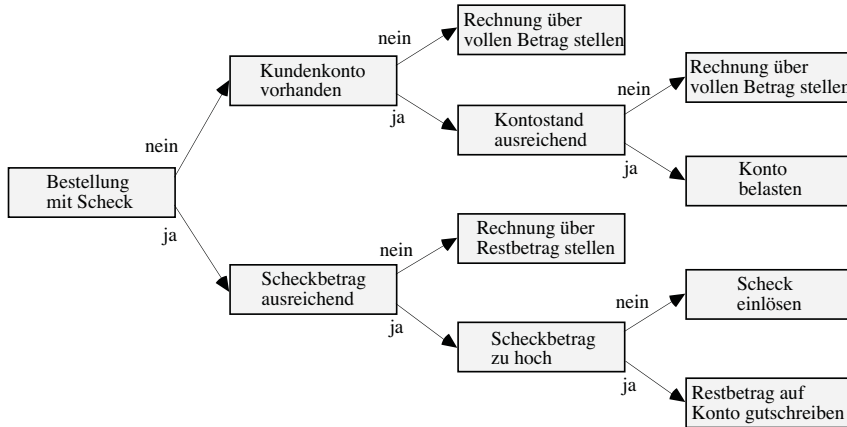 Rechnung über
vollen Betrag stellen
nein
Kundenkonto
vorhanden
ja
Rechnung über
vollen Betrag stellen
nein
Kontostand
ausreichend
ja
Konto
belasten
nein
Bestellung
mit Scheck
ja
Rechnung über
Restbetrag stellen
nein
Scheckbetrag
ausreichend
ja
Scheck
einlösen
nein
Scheckbetrag
zu hoch
ja
Restbetrag auf
Konto gutschreiben